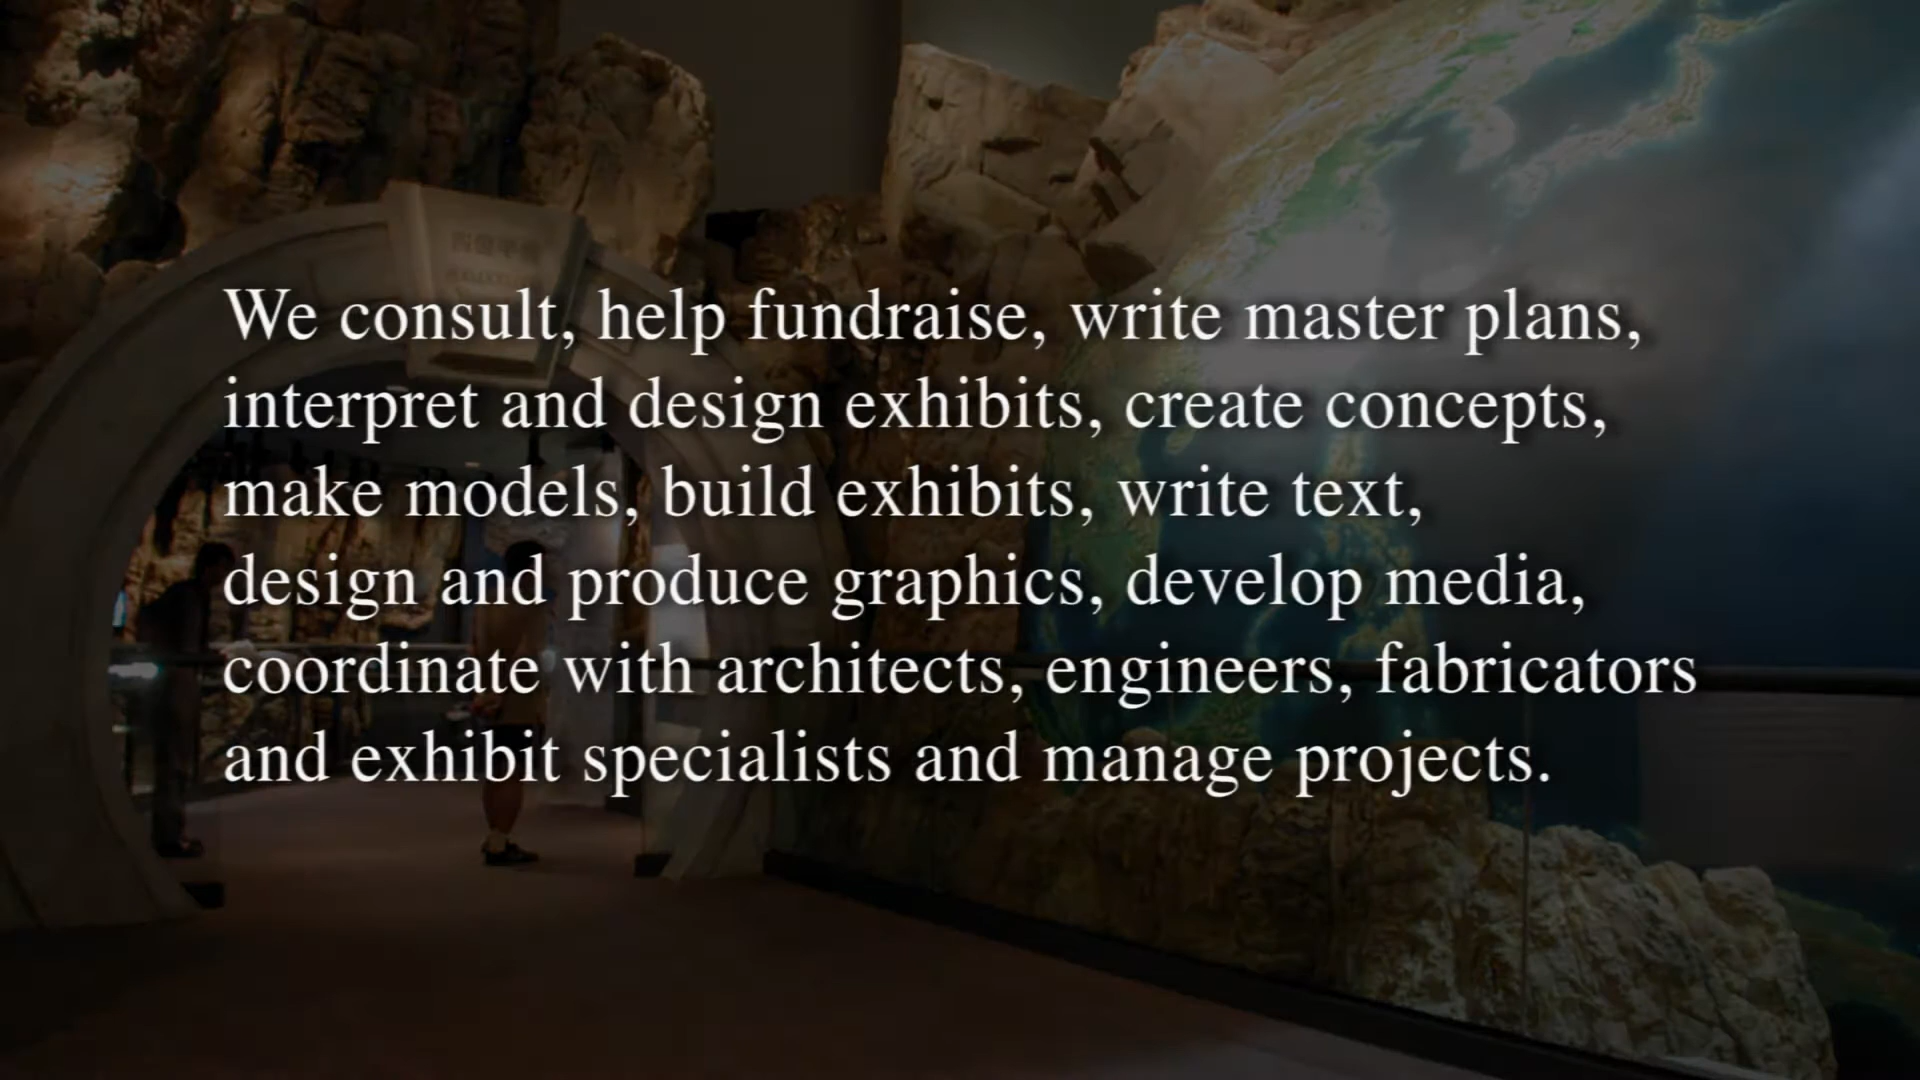 We consult, help fundraise, write master plans,
interpret and design exhibits, create concepts,
make models, build exhibits, write text,
design and produce graphics, develop media,
coordinate with architects, engineers, fabricators
and exhibit specialists and manage projects.